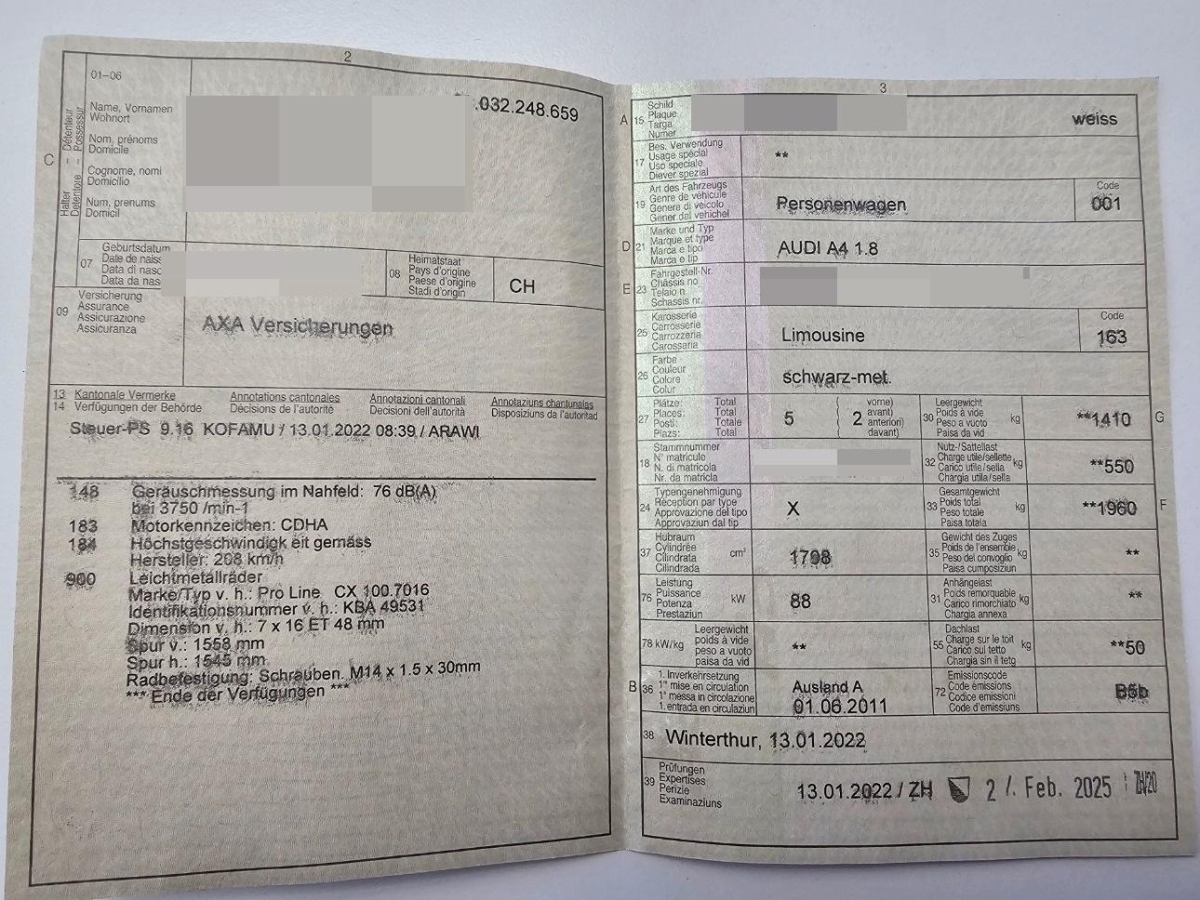 2
01-06
Name, Vornamen
Wohnort
Nom, prénoms
Domicile
Cognome, nomi
Domicilio
Num, prenums
Domicil
C
Halter – Détenteur
Detentore – Possessur
.032.248.659
07
Geburtsdatum
Date de naiss
Data di nasc
Data da nas
08
Heimatstaat
Pays d'origine
Paese d'origine
Stadi d'origin
CH
09
Versicherung
Assurance
Assicurazione
Assicuranza
AXA Versicherungen
13 Kantonale Vermerke Annotations cantonales Annotazioni cantonali Annotaziuns chantunalas
14 Verfügungen der Behörde Décisions de l'autorité Decisioni dell'autorità Disposiziuns da l'autoritad
Steuer-PS 9.16 KOFAMU / 13.01.2022 08:39 / ARAWI
148 Geräuschmessung im Nahfeld: 76 dB(A)
bei 3750 /min-1
183 Motorkennzeichen: CDHA
184 Höchstgeschwindigk eit gemäss
Hersteller: 208 km/h
900 Leichtmetallräder
Marke/Typ v. h.: Pro Line CX 100.7016
Identifikationsnummer v. h.: KBA 49531
Dimension v. h.: 7 x 16 ET 48 mm
Spur v.: 1558 mm
Spur h.: 1545 mm
Radbefestigung: Schrauben. M14 x 1.5 x 30mm
*** Ende der Verfügungen ***
3
A 15
Schild
Plaque
Targa
Numer
weiss
17
Bes. Verwendung
Usage spécial
Uso speciale
Diever spezial
**
19
Art des Fahrzeugs
Genre de véhicule
Genere di veicolo
Gener dal vehichel
Personenwagen
Code
001
D 21
Marke und Typ
Marque et type
Marca e tipo
Marca e tip
AUDI A4 1.8
E 23
Fahrgestell-Nr.
Châssis no
Telaio n.
Schassis nr.
25
Karosserie
Carrosserie
Carrozzeria
Carossaria
Limousine
Code
163
26
Farbe
Couleur
Colore
Colur
schwarz-met.
27
Plätze: Total
Places: Total
Posti: Totale
Plazs: Total
5
( vorne)
avant)
( anteriori)
davant)
2
30
Leergewicht
Poids à vide
Peso a vuoto
Paisa da vid
kg
**1410
G
18
Stammnummer
N° matricule
N. di matricola
Nr. da matricla
32
Nutz-/Sattellast
Charge utile/sellette
Carico utile/sella
Chargia utila/sella
kg
**550
24
Typengenehmigung
Réception par type
Approvazione del tipo
Approvaziun dal tip
X
33
Gesamtgewicht
Poids total
Peso totale
Paisa totala
kg
**1960
F
37
Hubraum
Cylindrée
Cilindrata
Cilindrada
cm³
1798
35
Gewicht des Zuges
Poids de l'ensemble
Peso del convoglio
Paisa cumposiziun
kg
**
76
Leistung
Puissance
Potenza
Prestaziun
kW
88
31
Anhängelast
Poids remorquable
Carico rimorchiato
Chargia annexa
kg
**
78 kW/kg
Leergewicht
poids à vide
peso a vuoto
paisa da vid
**
55
Dachlast
Charge sur le toit
Carico sul tetto
Chargia sin il tetg
kg
**50
B 36
1. Inverkehrsetzung
1re mise en circulation
1a messa in circolazione
1. entrada en circulaziun
Ausland A
01.06.2011
72
Emissionscode
Code émissions
Codice emissioni
Code d'emissiuns
B5b
38
Winterthur, 13.01.2022
39
Prüfungen
Expertises
Perizie
Examinaziuns
13.01.2022 / ZH
Feb. 2025
ZH/20